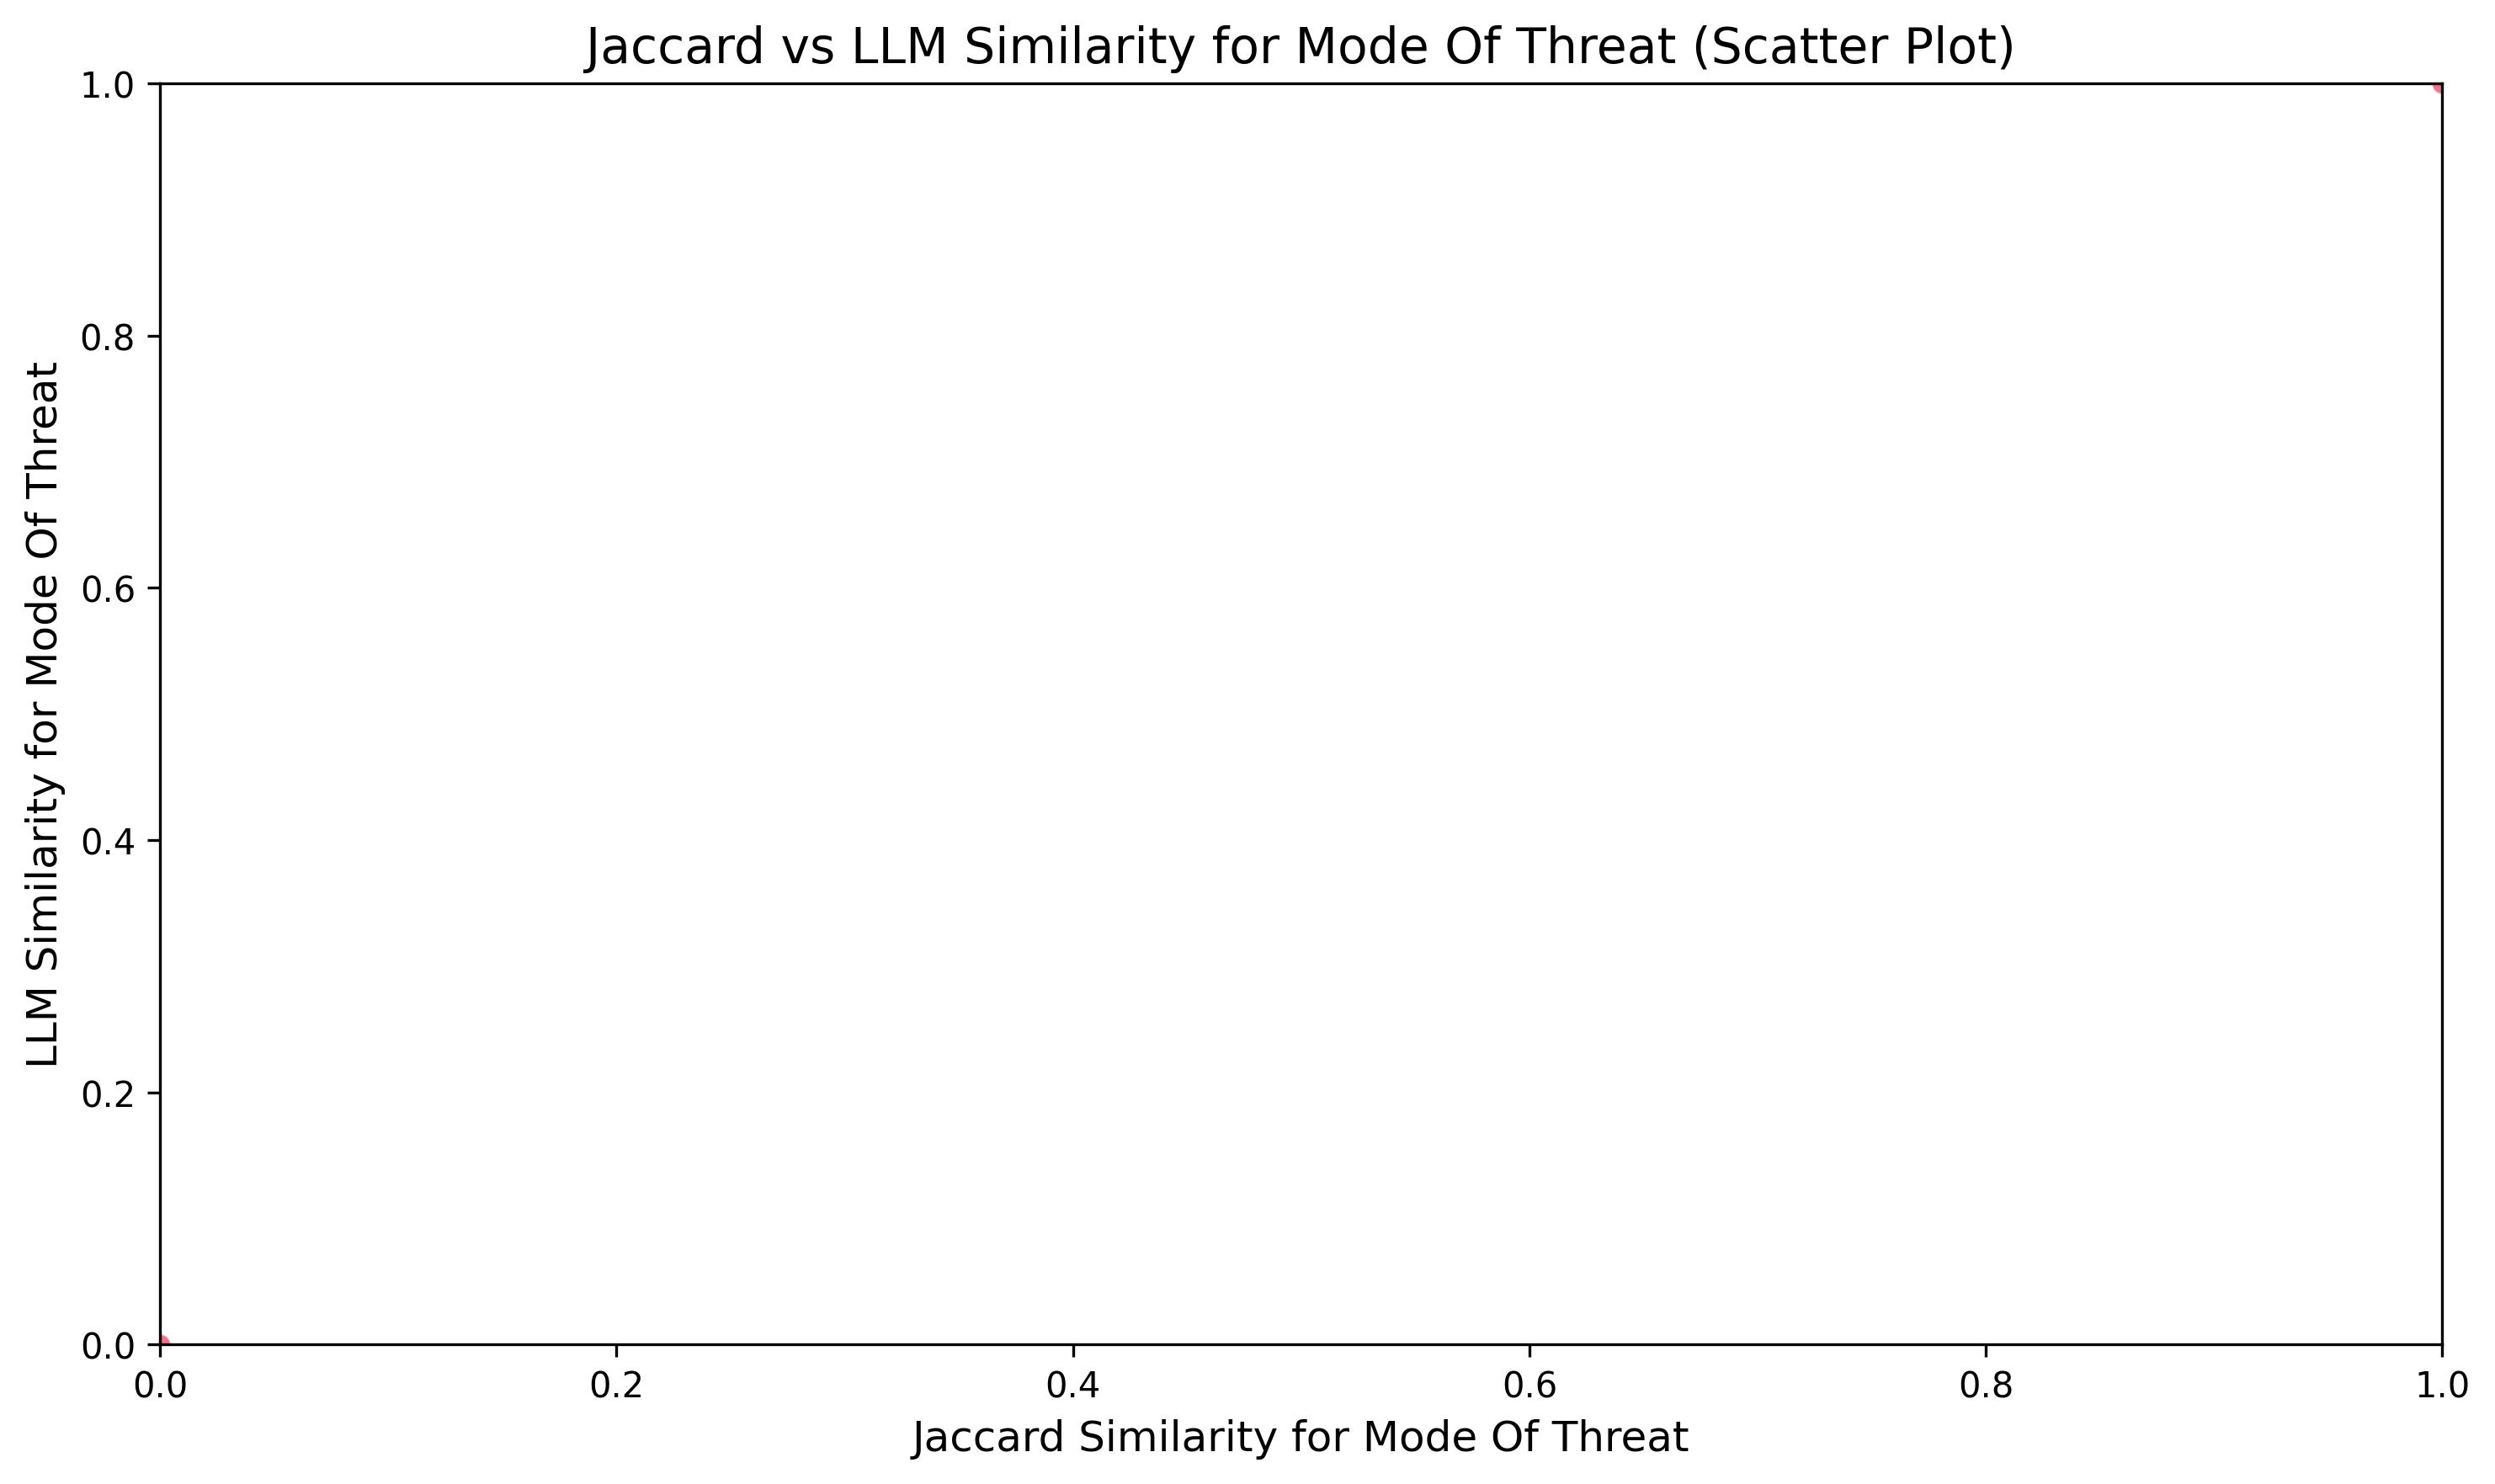 Jaccard vs LLM Similarity for Mode Of Threat (Scatter Plot)
1.0
0.8
0.6
0.4
0.2
0.0
LLM Similarity for Mode Of Threat
0.0 0.2 0.4 0.6 0.8 1.0
Jaccard Similarity for Mode Of Threat